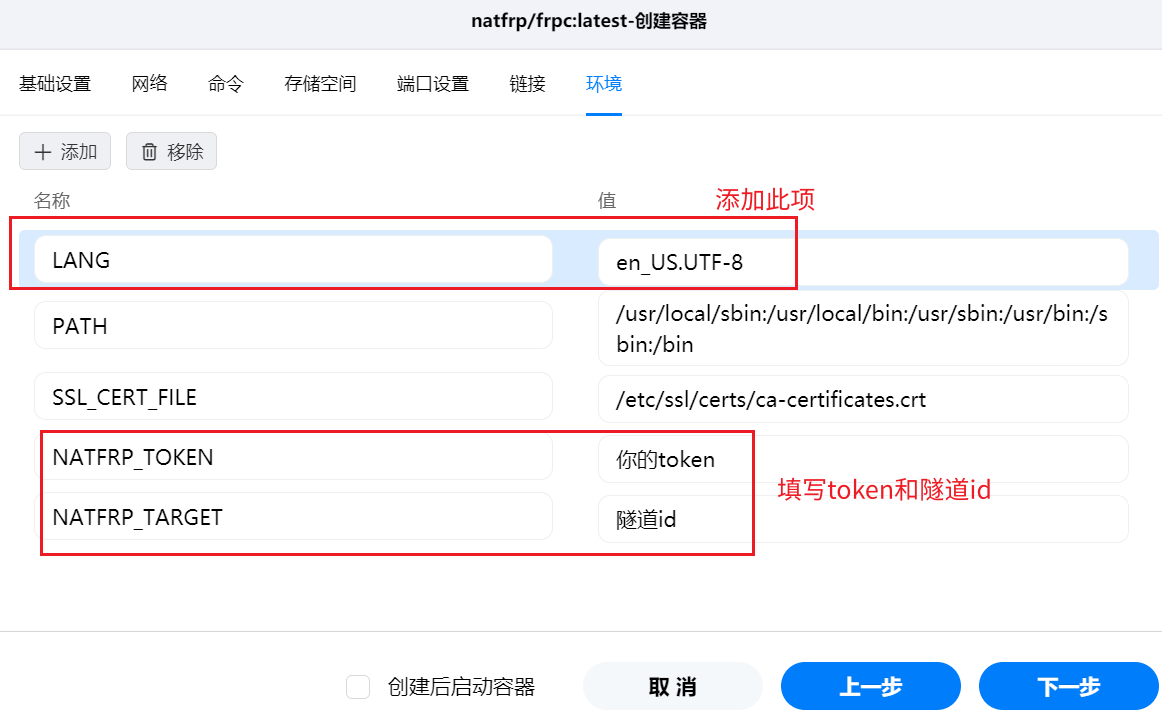 natfrp/frpc:latest-创建容器
基础设置 网络 命令 存储空间 端口设置 链接 环境
添加 移除
名称 值 添加此项
LANG en_US.UTF-8
PATH /usr/local/sbin:/usr/local/bin:/usr/sbin:/usr/bin:/s
bin:/bin
SSL_CERT_FILE /etc/ssl/certs/ca-certificates.crt
NATFRP_TOKEN 你的token
填写token和隧道id
NATFRP_TARGET 隧道id
创建后启动容器 取消 上一步 下一步